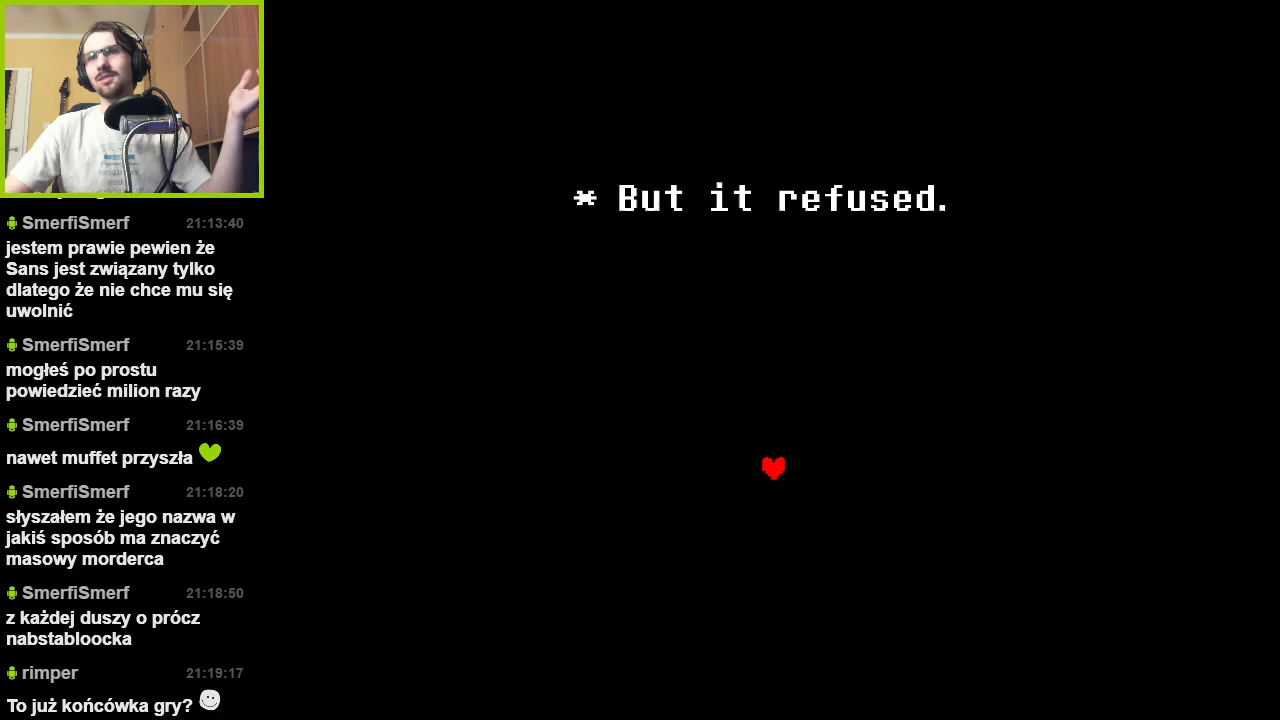 * But it refused.
SmerfiSmerf 21:13:40
jestem prawie pewien że
Sans jest związany tylko
dlatego że nie chce mu się
uwolnić
SmerfiSmerf 21:15:39
mogłeś po prostu
powiedzieć milion razy
SmerfiSmerf 21:16:39
nawet muffet przyszła
SmerfiSmerf 21:18:20
słyszałem że jego nazwa w
jakiś sposób ma znaczyć
masowy morderca
SmerfiSmerf 21:18:50
z każdej duszy o prócz
nabstabloocka
rimper 21:19:17
To już końcówka gry?